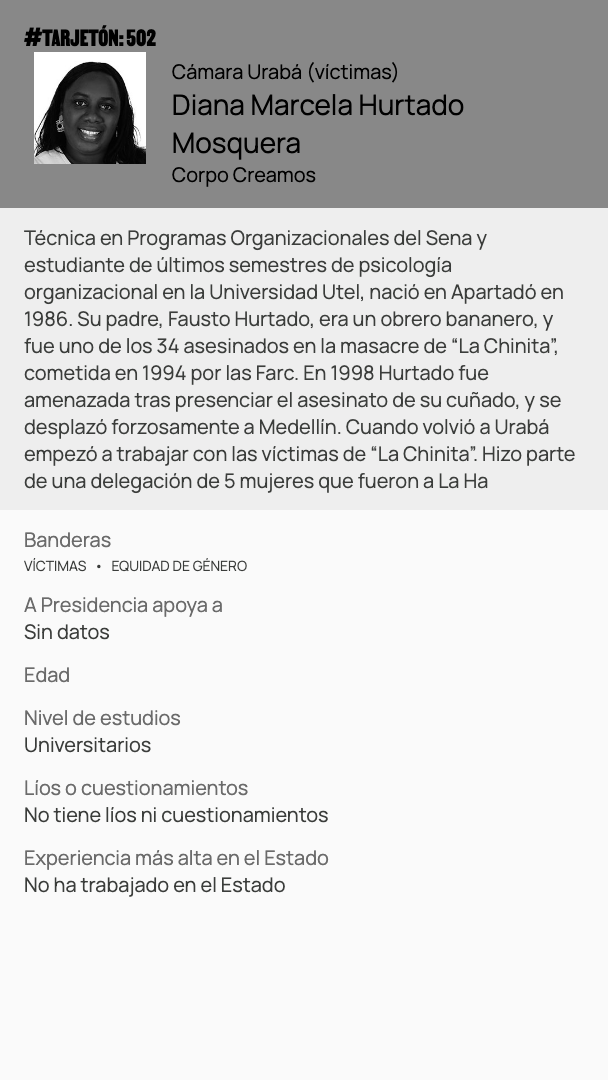 #TARJETÓN: 502
Cámara Urabá (víctimas)
Diana Marcela Hurtado
Mosquera
Corpo Creamos
Técnica en Programas Organizacionales del Sena y
estudiante de últimos semestres de psicología
organizacional en la Universidad Utel, nació en Apartadó en
1986. Su padre, Fausto Hurtado, era un obrero bananero, y
fue uno de los 34 asesinados en la masacre de “La Chinita”,
cometida en 1994 por las Farc. En 1998 Hurtado fue
amenazada tras presenciar el asesinato de su cuñado, y se
desplazó forzosamente a Medellín. Cuando volvió a Urabá
empezó a trabajar con las víctimas de “La Chinita”. Hizo parte
de una delegación de 5 mujeres que fueron a La Ha
Banderas
VÍCTIMAS • EQUIDAD DE GÉNERO
A Presidencia apoya a
Sin datos
Edad
Nivel de estudios
Universitarios
Líos o cuestionamientos
No tiene líos ni cuestionamientos
Experiencia más alta en el Estado
No ha trabajado en el Estado